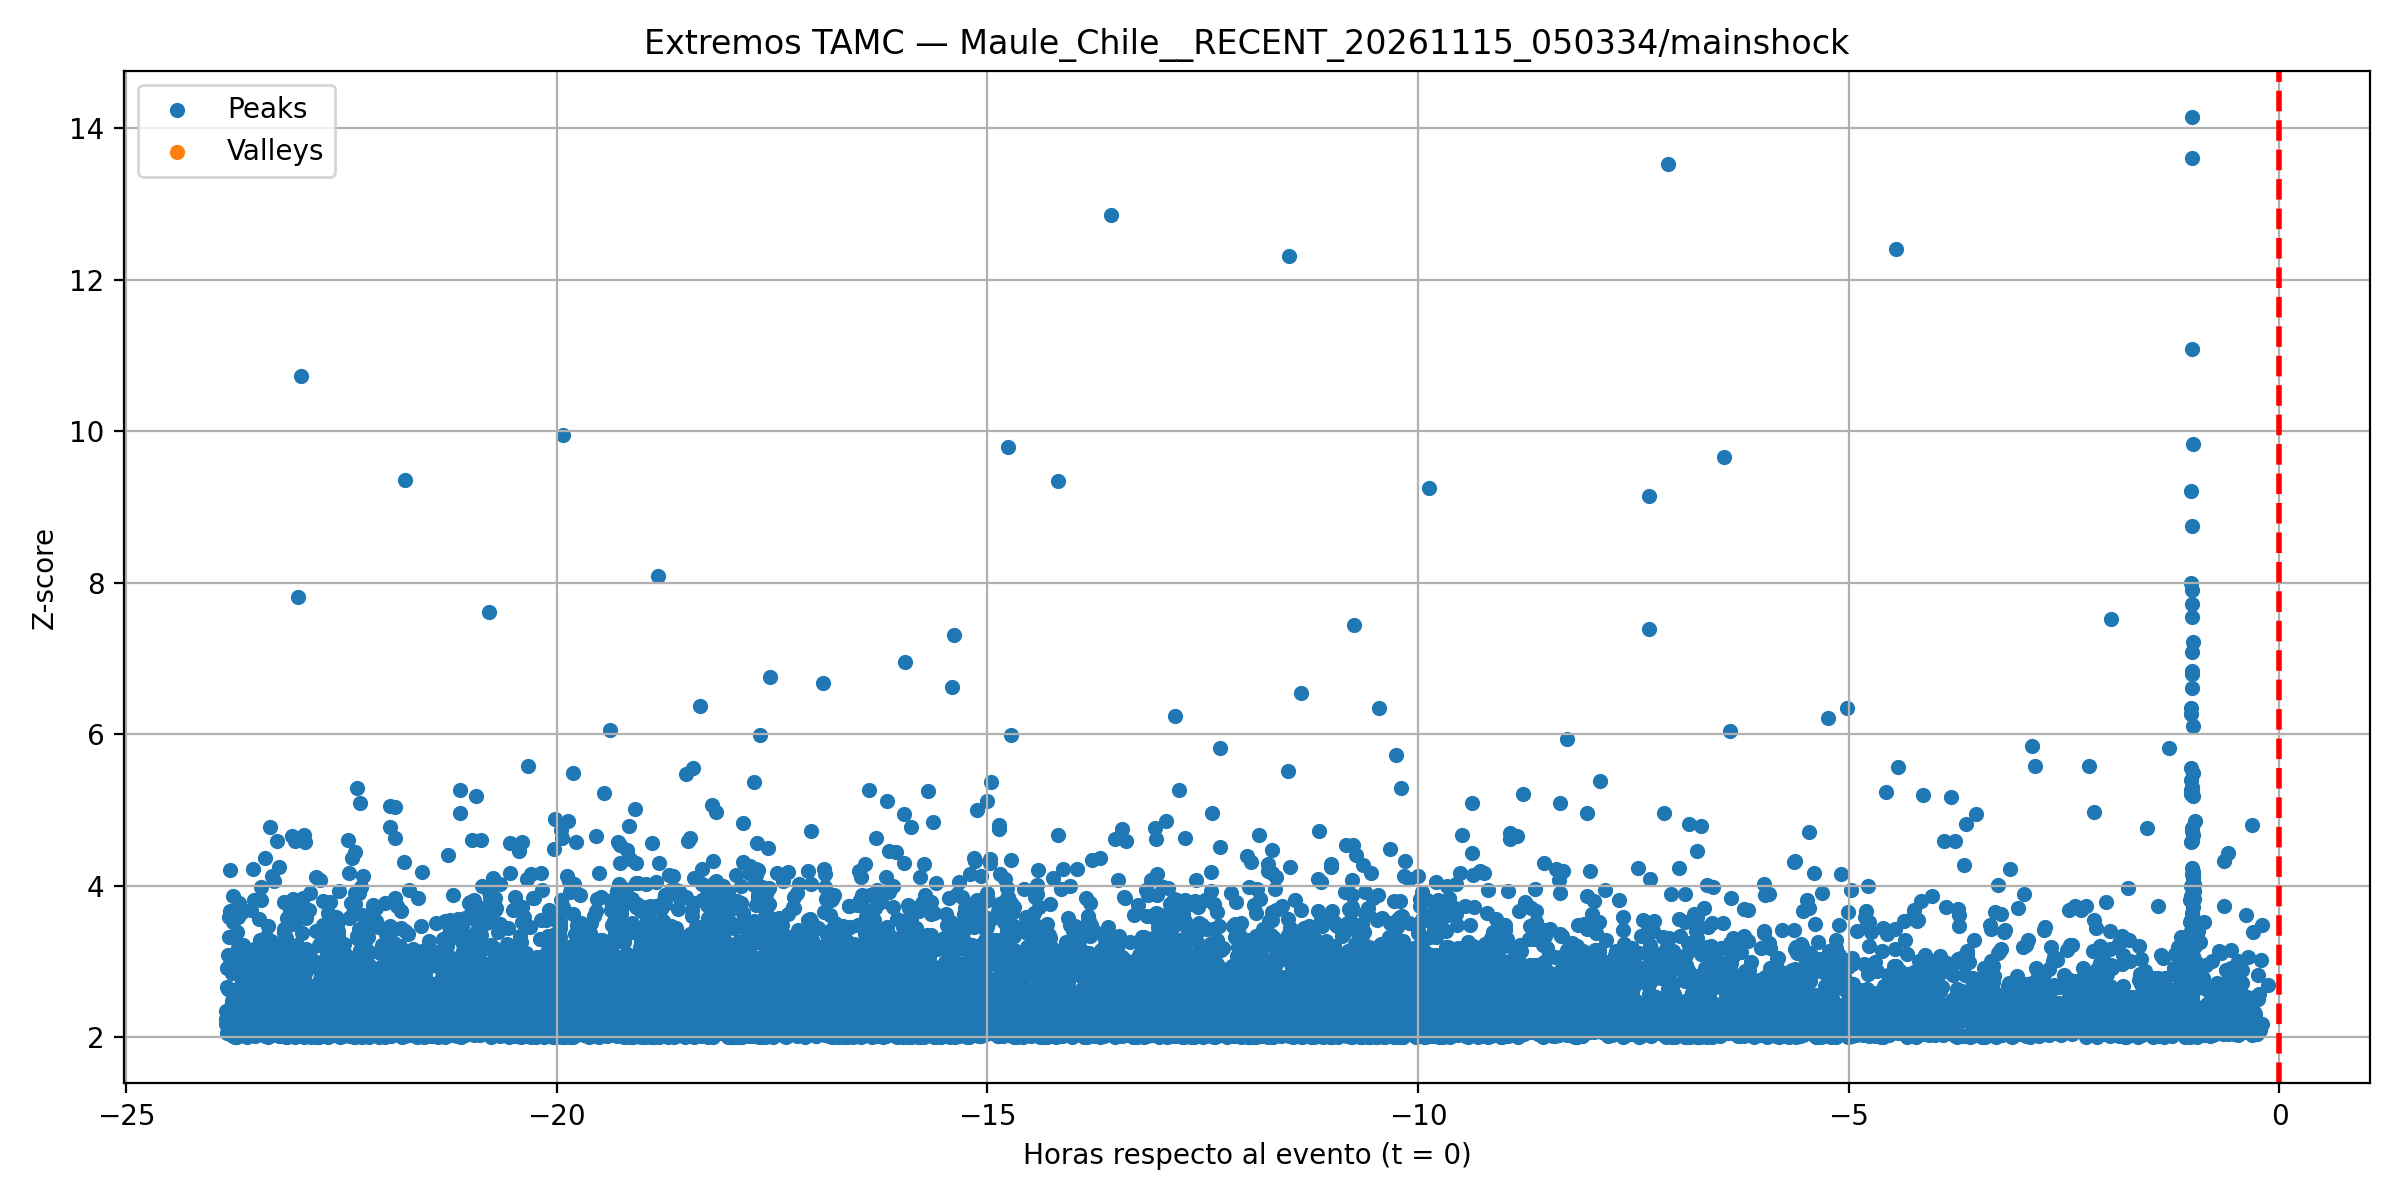 Extremos TAMC — Maule_Chile__RECENT_20261115_050334/mainshock
Peaks
Valleys
Z-score
14
12
10
8
6
4
2
−25
−20
−15
−10
−5
0
Horas respecto al evento (t = 0)